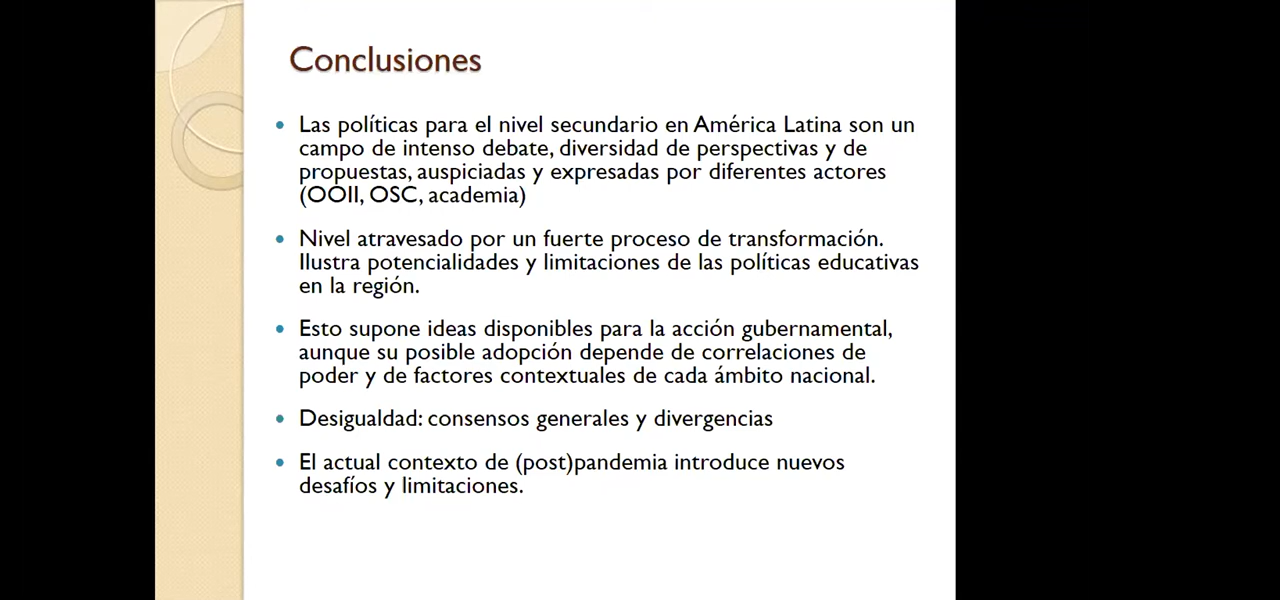 Conclusiones
• Las políticas para el nivel secundario en América Latina son un
campo de intenso debate, diversidad de perspectivas y de
propuestas, auspiciadas y expresadas por diferentes actores
(OOII, OSC, academia)
• Nivel atravesado por un fuerte proceso de transformación.
Ilustra potencialidades y limitaciones de las políticas educativas
en la región.
• Esto supone ideas disponibles para la acción gubernamental,
aunque su posible adopción depende de correlaciones de
poder y de factores contextuales de cada ámbito nacional.
• Desigualdad: consensos generales y divergencias
• El actual contexto de (post)pandemia introduce nuevos
desafíos y limitaciones.